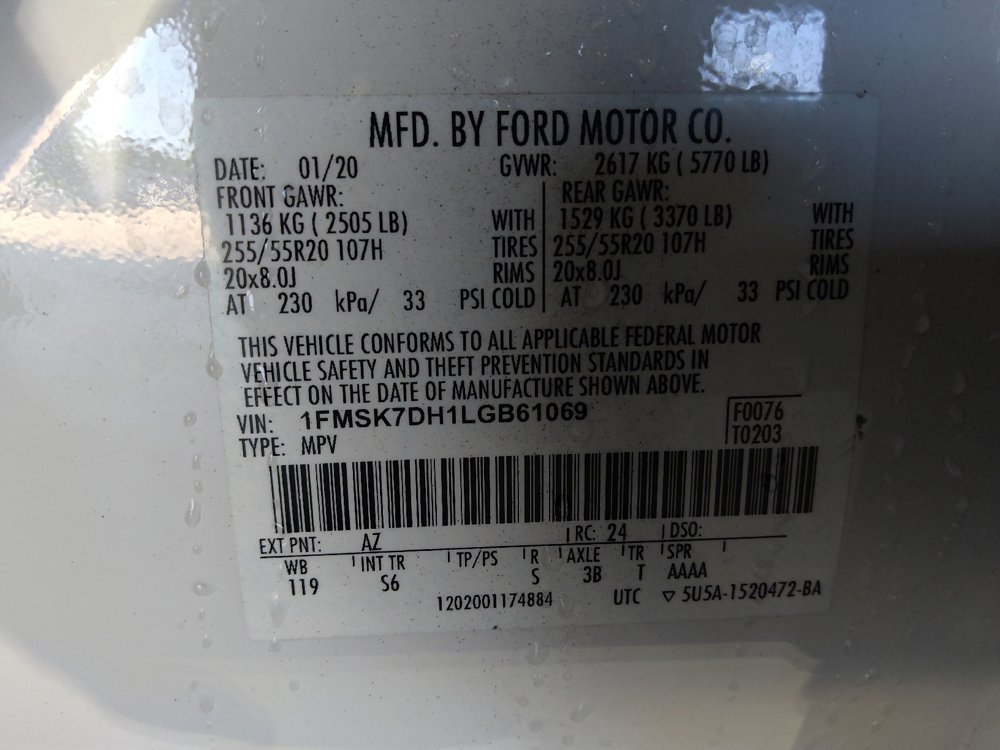 MFD. BY FORD MOTOR CO.
DATE: 01/20 GVWR: 2617 KG ( 5770 LB)
FRONT GAWR: REAR GAWR:
1136 KG ( 2505 LB) WITH 1529 KG ( 3370 LB) WITH
255/55R20 107H TIRES 255/55R20 107H TIRES
20x8.0J RIMS 20x8.0J RIMS
AT 230 kPa/ 33 PSI COLD AT 230 kPa/ 33 PSI COLD
THIS VEHICLE CONFORMS TO ALL APPLICABLE FEDERAL MOTOR
VEHICLE SAFETY AND THEFT PREVENTION STANDARDS IN
EFFECT ON THE DATE OF MANUFACTURE SHOWN ABOVE.
VIN: 1FMSK7DH1LGB61069 F0076
TYPE: MPV T0203
EXT PNT: AZ RC: 24 DSO:
WB INT TR TP/PS R AXLE TR SPR
119 S6 S 3B T AAAA
1202001174884 UTC ▽ 5U5A-1520472-BA